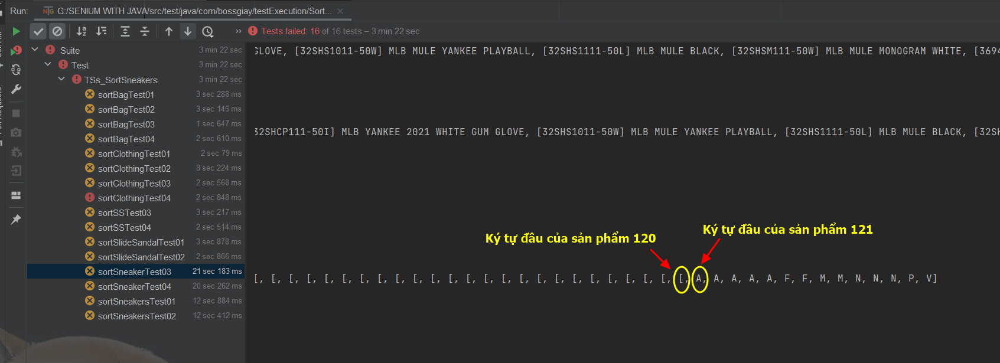 Run: G:/SENIUM WITH JAVA/src/test/java/com/bossgiay/testExecution/Sort...
» Tests failed: 16 of 16 tests – 3 min 22 sec
Suite 3 min 22 sec
Test 3 min 22 sec
TSs_SortSneakers 3 min 22 sec
sortBagTest01 3 sec 288 ms
sortBagTest02 3 sec 146 ms
sortBagTest03 1 sec 647 ms
sortBagTest04 2 sec 610 ms
sortClothingTest01 2 sec 79 ms
sortClothingTest02 8 sec 224 ms
sortClothingTest03 2 sec 568 ms
sortClothingTest04 2 sec 848 ms
sortSSTest03 3 sec 217 ms
sortSSTest04 2 sec 514 ms
sortSlideSandalTest01 3 sec 878 ms
sortSlideSandalTest02 2 sec 866 ms
sortSneakerTest03 21 sec 183 ms
sortSneakerTest04 20 sec 262 ms
sortSneakersTest01 12 sec 884 ms
sortSneakersTest02 12 sec 412 ms
GLOVE, [32SHS1011-50W] MLB MULE YANKEE PLAYBALL, [32SHS1111-50L] MLB MULE BLACK, [32SHSM111-50W] MLB MULE MONOGRAM WHITE, [3694
32SHCP111-50I] MLB YANKEE 2021 WHITE GUM GLOVE, [32SHS1011-50W] MLB MULE YANKEE PLAYBALL, [32SHS1111-50L] MLB MULE BLACK, [32SH
Ký tự đầu của sản phẩm 120
Ký tự đầu của sản phẩm 121
[, [, [, [, [, [, [, [, [, [, [, [, [, [, [, [, [, [, [, [, [, [, [, [, [, A, A, A, A, A, F, F, M, M, N, N, N, P, V]